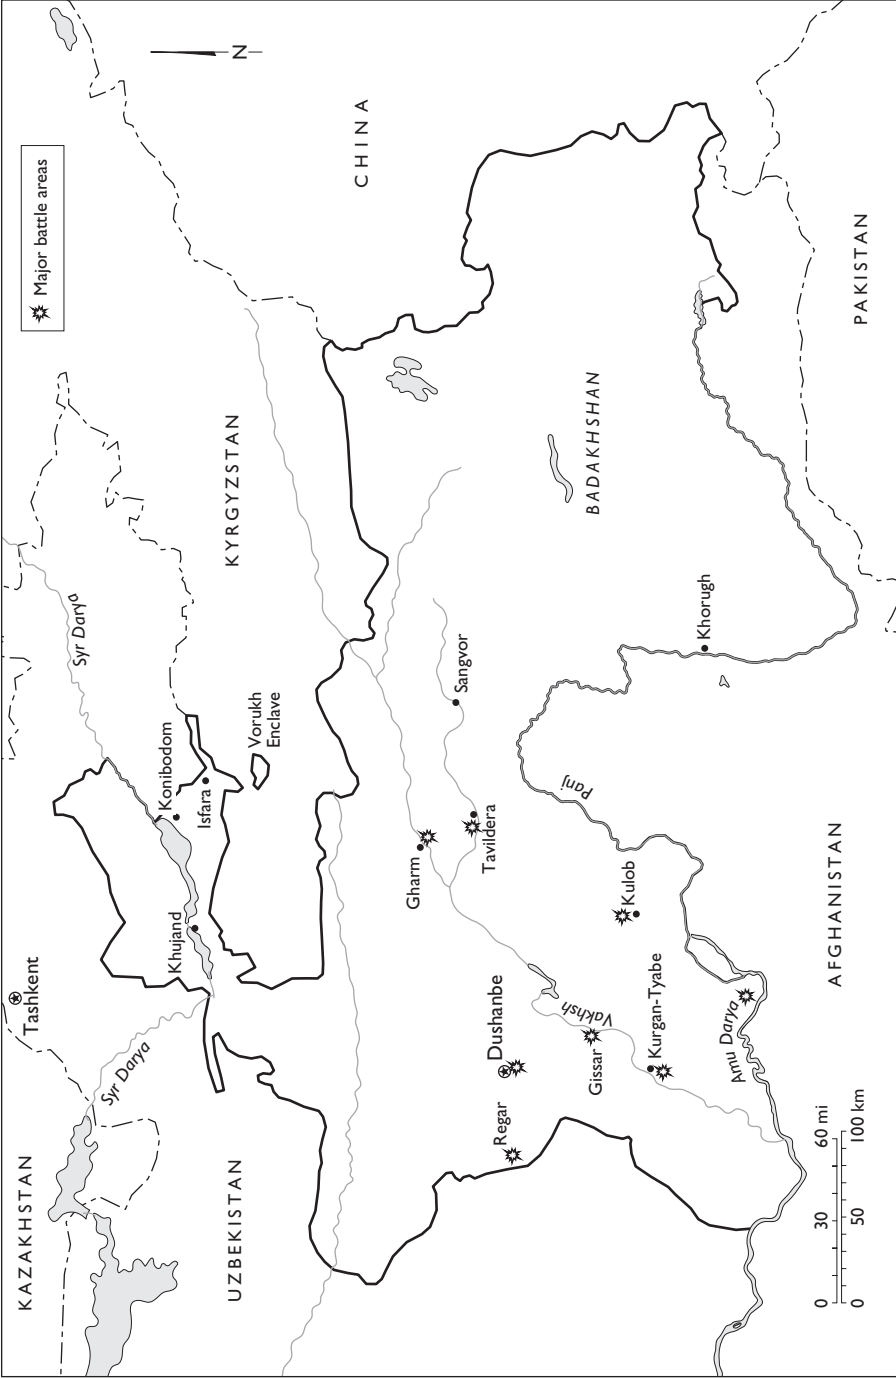 KAZAKHSTAN
Tashkent
Syr Darya
Syr Darya
Major battle areas
N
UZBEKISTAN
Khujand
Konibodom
Isfara
Vorukh
Enclave
KYRGYZSTAN
CHINA
Gharm
Tavildera
Sangvor
Regar
Dushanbe
Gissar
Vakhsh
Kurgan-Tyabe
Kulob
Panj
BADAKHSHAN
Khorugh
Amu Darya
AFGHANISTAN
PAKISTAN
0 30 60 mi
0 50 100 km